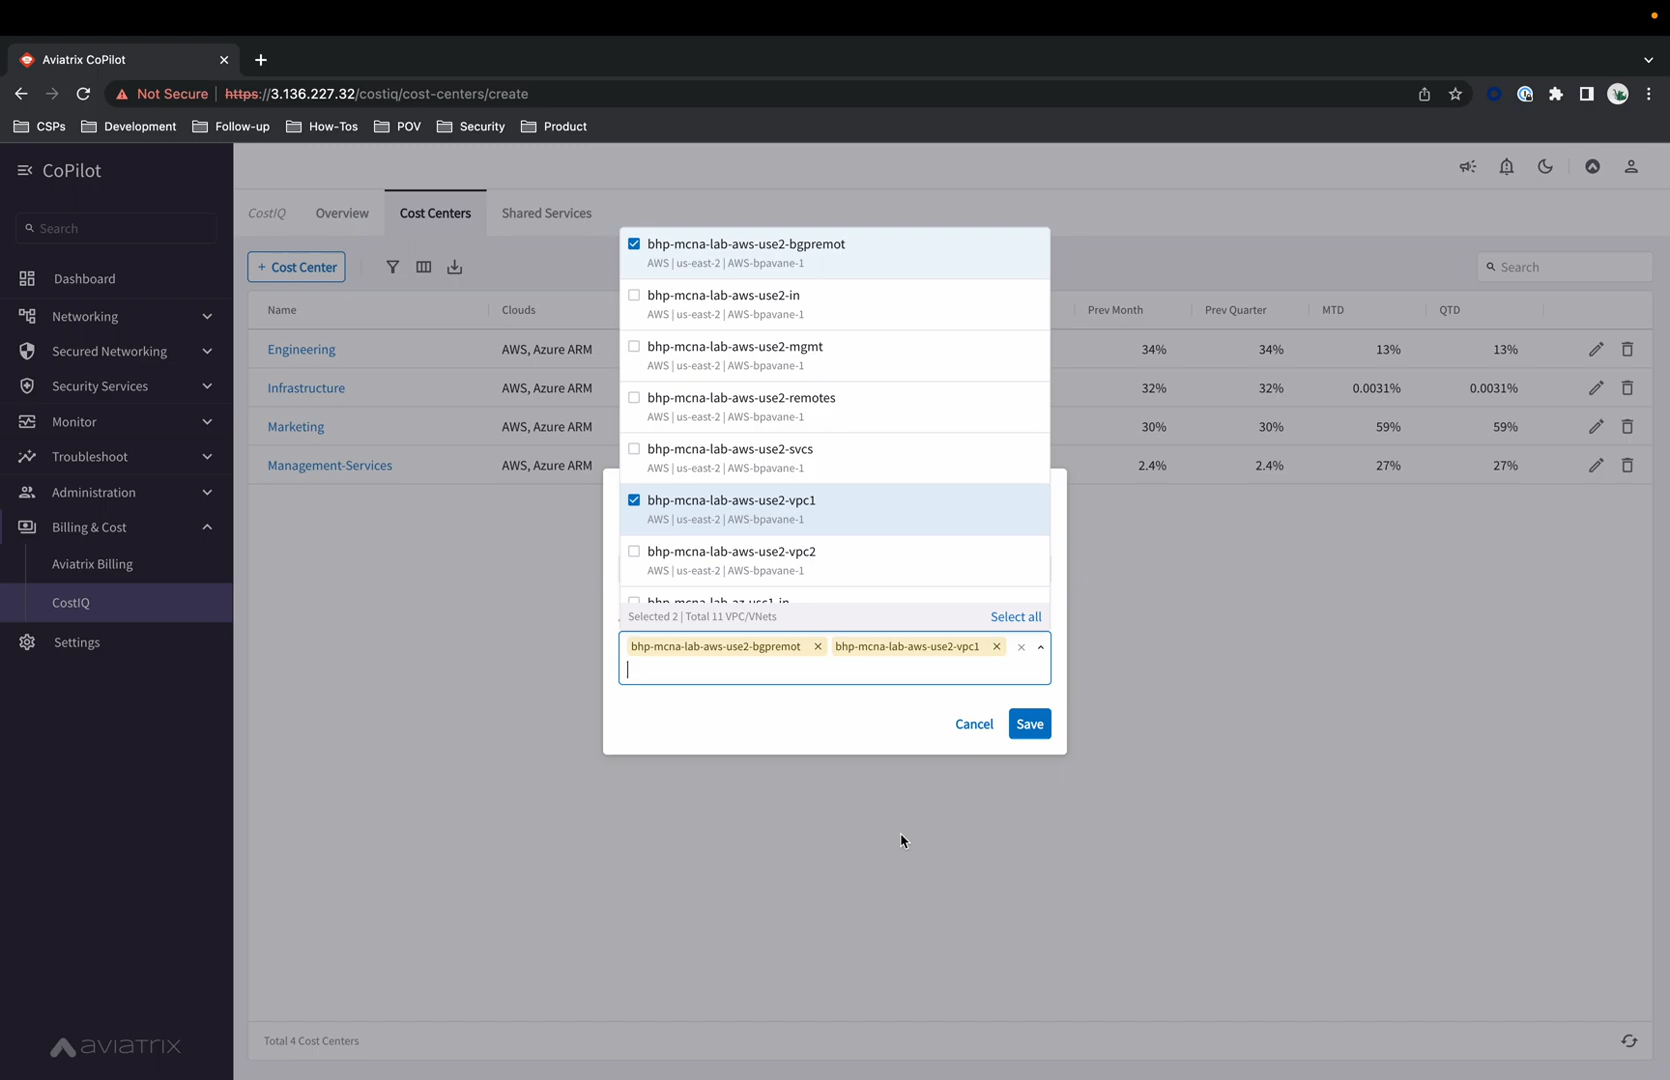 Aviatrix CoPilot
Not Secure
https://3.136.227.32/costiq/cost-centers/create
CSPs
Development
Follow-up
How-Tos
POV
Security
Product
CoPilot
Search
Dashboard
Networking
Secured Networking
Security Services
Monitor
Troubleshoot
Administration
Billing & Cost
Aviatrix Billing
CostIQ
Settings
aviatrix
CostIQ
Overview
Cost Centers
Shared Services
+ Cost Center
Search
Name
Clouds
Prev Month
Prev Quarter
MTD
QTD
Engineering
AWS, Azure ARM
34%
34%
13%
13%
Infrastructure
AWS, Azure ARM
32%
32%
0.0031%
0.0031%
Marketing
AWS, Azure ARM
30%
30%
59%
59%
Management-Services
AWS, Azure ARM
2.4%
2.4%
27%
27%
bhp-mcna-lab-aws-use2-bgpremot
AWS | us-east-2 | AWS-bpavane-1
bhp-mcna-lab-aws-use2-in
AWS | us-east-2 | AWS-bpavane-1
bhp-mcna-lab-aws-use2-mgmt
AWS | us-east-2 | AWS-bpavane-1
bhp-mcna-lab-aws-use2-remotes
AWS | us-east-2 | AWS-bpavane-1
bhp-mcna-lab-aws-use2-svcs
AWS | us-east-2 | AWS-bpavane-1
bhp-mcna-lab-aws-use2-vpc1
AWS | us-east-2 | AWS-bpavane-1
bhp-mcna-lab-aws-use2-vpc2
AWS | us-east-2 | AWS-bpavane-1
bhp-mcna-lab-az-usc1-in
Selected 2 | Total 11 VPC/VNets
Select all
bhp-mcna-lab-aws-use2-bgpremot
bhp-mcna-lab-aws-use2-vpc1
Cancel
Save
Total 4 Cost Centers